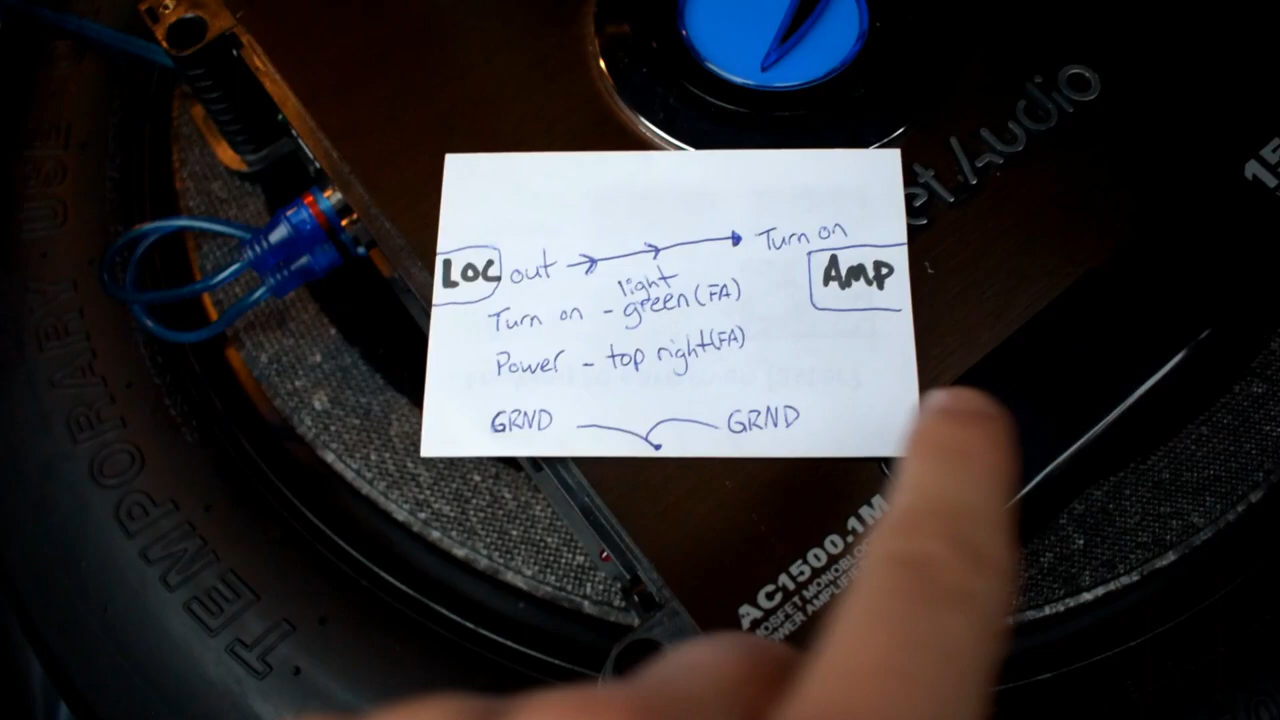 LOC out Turn on Amp
Turn on - light green (FA)
Power - top right (FA)
GRND GRND
TEMPORARY USE
Audio
AC1500.1M
MOSFET MONOBLOCK
POWER AMPLIFIER